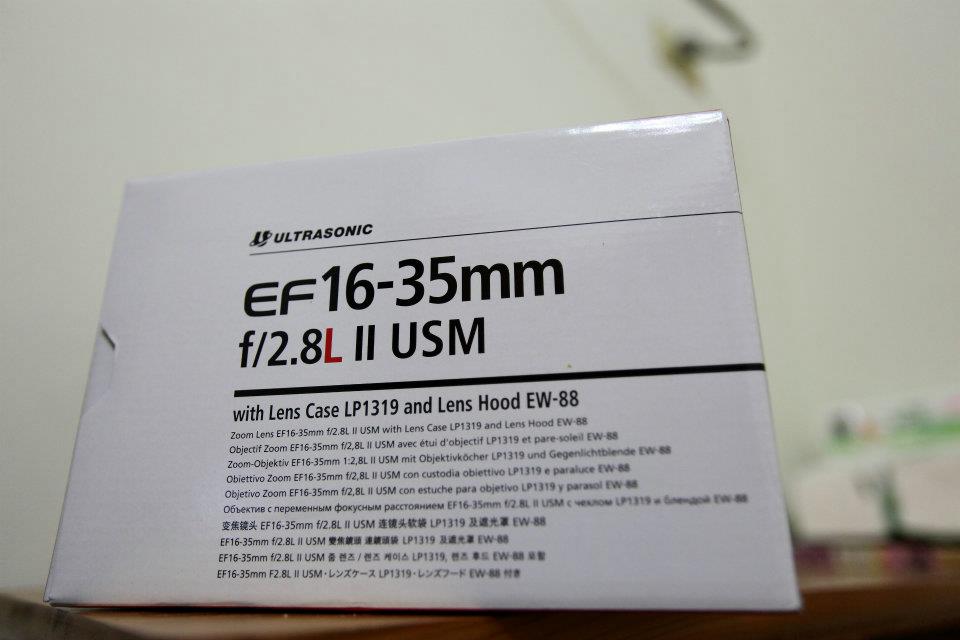 ULTRASONIC
EF16-35mm
f/2.8L II USM
with Lens Case LP1319 and Lens Hood EW-88
Zoom Lens EF16-35mm f/2.8L II USM with Lens Case LP1319 and Lens Hood EW-88
Objectif Zoom EF16-35mm f/2,8L II USM avec étui d'objectif LP1319 et pare-soleil EW-88
Zoom-Objektiv EF16-35mm 1:2,8L II USM mit Objektivköcher LP1319 und Gegenlichtblende EW-88
Obiettivo Zoom EF16-35mm f/2,8L II USM con custodia obiettivo LP1319 e paraluce EW-88
Objetivo Zoom EF16-35mm f/2,8L II USM con estuche para objetivo LP1319 y parasol EW-88
Объектив с переменным фокусным расстоянием EF16-35mm f/2.8L II USM с чехлом LP1319 и блендой EW-88
变焦镜头 EF16-35mm f/2.8L II USM 连镜头软袋 LP1319 及遮光罩 EW-88
EF16-35mm f/2.8L II USM 變焦鏡頭 連鏡頭袋 LP1319 及遮光罩 EW-88
EF16-35mm f/2.8L II USM 줌 렌즈 / 렌즈 케이스 LP1319, 렌즈 후드 EW-88 포함
EF16-35mm F2.8L II USM・レンズケース LP1319・レンズフード EW-88 付き